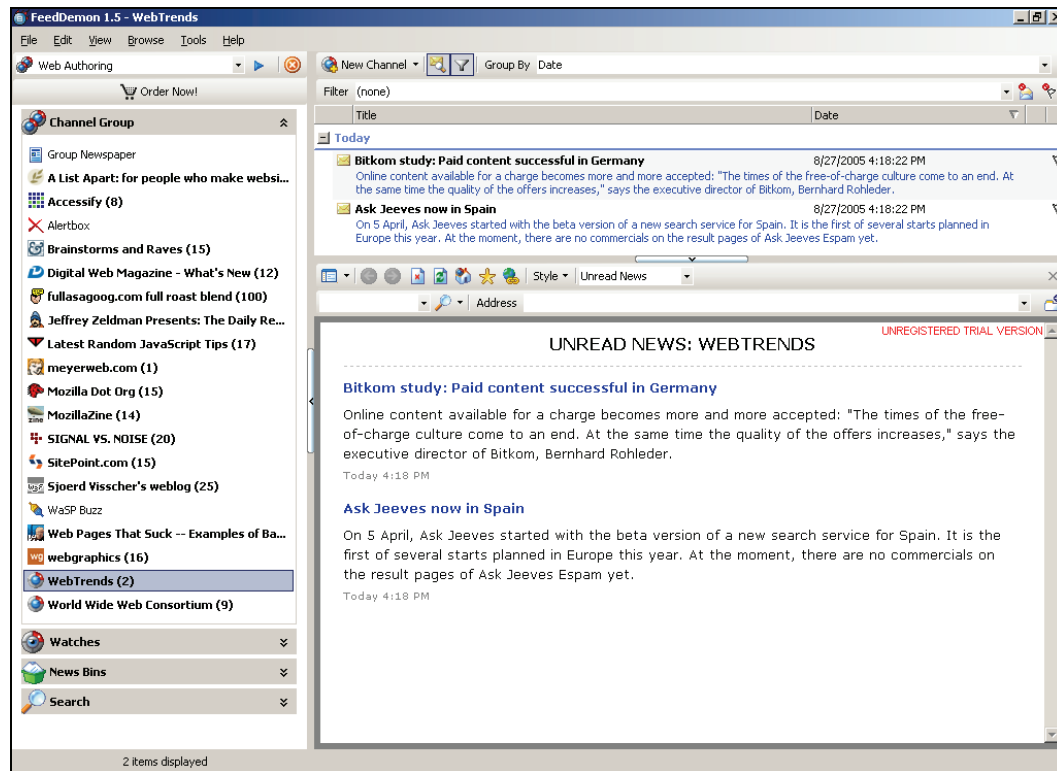 FeedDemon 1.5 - WebTrends
File Edit View Browse Tools Help
Web Authoring
Order Now!
Channel Group
Group Newspaper
A List Apart: for people who make websi...
Accessify (8)
Alertbox
Brainstorms and Raves (15)
Digital Web Magazine - What's New (12)
fullasagoog.com full roast blend (100)
Jeffrey Zeldman Presents: The Daily Re...
Latest Random JavaScript Tips (17)
meyerweb.com (1)
Mozilla Dot Org (15)
zine
MozillaZine (14)
SIGNAL VS. NOISE (20)
SitePoint.com (15)
Sjoerd Visscher's weblog (25)
WaSP Buzz
Web Pages That Suck -- Examples of Ba...
wg
webgraphics (16)
WebTrends (2)
World Wide Web Consortium (9)
Watches
News Bins
Search
2 items displayed
New Channel Group By Date
Filter (none)
Title Date
Today
Bitkom study: Paid content successful in Germany 8/27/2005 4:18:22 PM
Online content available for a charge becomes more and more accepted: "The times of the free-of-charge culture come to an end. At
the same time the quality of the offers increases," says the executive director of Bitkom, Bernhard Rohleder.
Ask Jeeves now in Spain 8/27/2005 4:18:22 PM
On 5 April, Ask Jeeves started with the beta version of a new search service for Spain. It is the first of several starts planned in
Europe this year. At the moment, there are no commercials on the result pages of Ask Jeeves Espam yet.
Style Unread News
Address
UNREGISTERED TRIAL VERSION
UNREAD NEWS: WEBTRENDS
Bitkom study: Paid content successful in Germany
Online content available for a charge becomes more and more accepted: "The times of the free-
of-charge culture come to an end. At the same time the quality of the offers increases," says the
executive director of Bitkom, Bernhard Rohleder.
Today 4:18 PM
Ask Jeeves now in Spain
On 5 April, Ask Jeeves started with the beta version of a new search service for Spain. It is the
first of several starts planned in Europe this year. At the moment, there are no commercials on
the result pages of Ask Jeeves Espam yet.
Today 4:18 PM